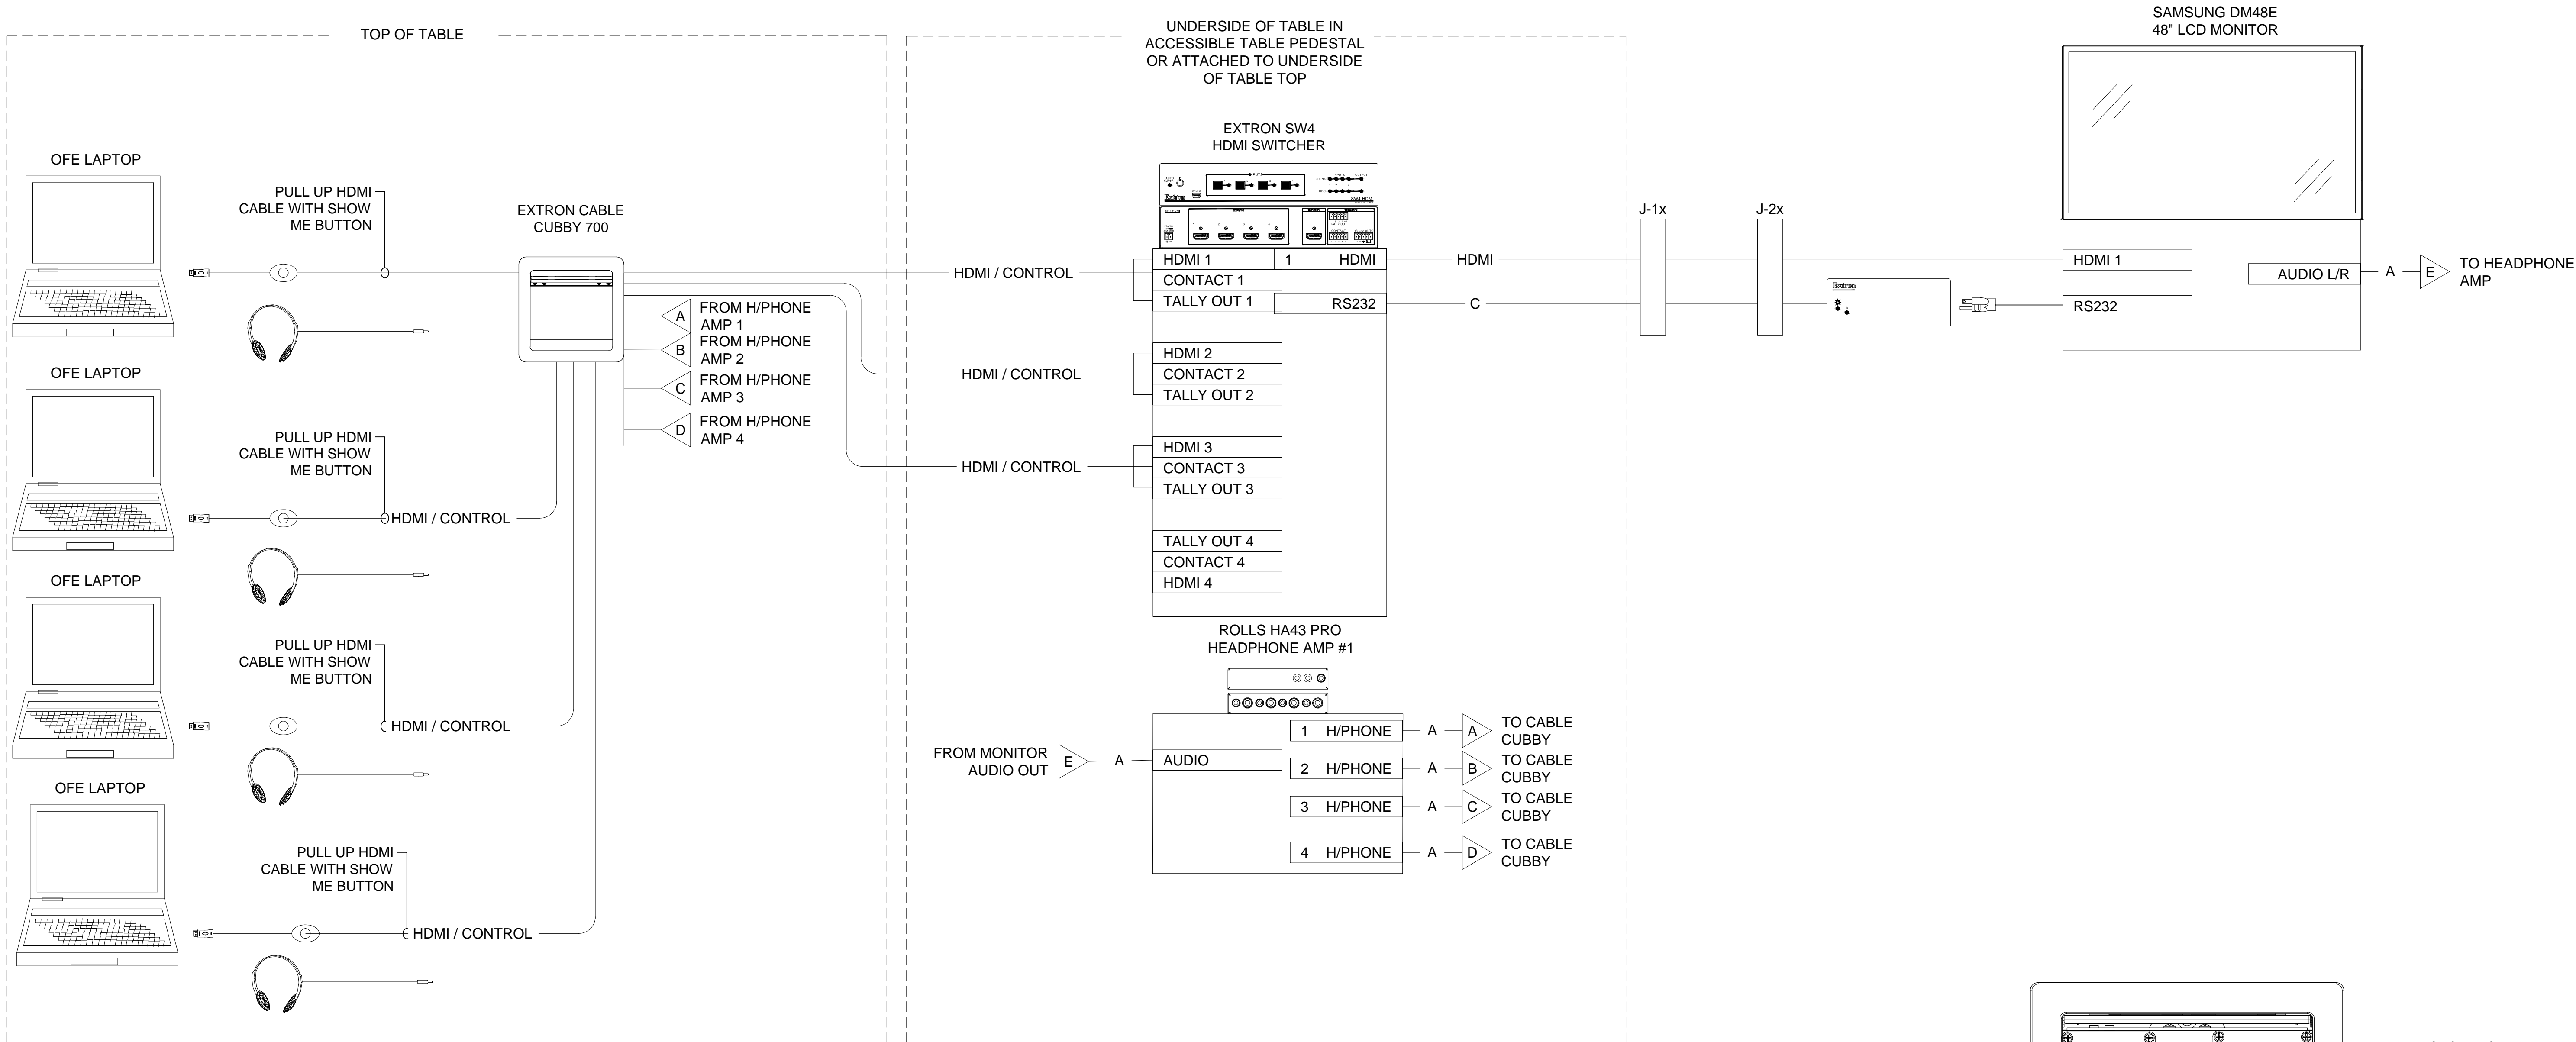 TOP OF TABLE
UNDERSIDE OF TABLE IN
ACCESSIBLE TABLE PEDESTAL
OR ATTACHED TO UNDERSIDE
OF TABLE TOP
SAMSUNG DM48E
48" LCD MONITOR
OFE LAPTOP
PULL UP HDMI
CABLE WITH SHOW
ME BUTTON
EXTRON CABLE
CUBBY 700
HDMI / CONTROL
A
FROM H/PHONE
AMP 1
B
FROM H/PHONE
AMP 2
C
FROM H/PHONE
AMP 3
D
FROM H/PHONE
AMP 4
HDMI / CONTROL
HDMI / CONTROL
OFE LAPTOP
PULL UP HDMI
CABLE WITH SHOW
ME BUTTON
HDMI / CONTROL
OFE LAPTOP
PULL UP HDMI
CABLE WITH SHOW
ME BUTTON
HDMI / CONTROL
OFE LAPTOP
PULL UP HDMI
CABLE WITH SHOW
ME BUTTON
HDMI / CONTROL
EXTRON SW4
HDMI SWITCHER
Extron
HDMI 1
1 HDMI
CONTACT 1
TALLY OUT 1
RS232
HDMI 2
CONTACT 2
TALLY OUT 2
HDMI 3
CONTACT 3
TALLY OUT 3
TALLY OUT 4
CONTACT 4
HDMI 4
HDMI
C
J-1x
J-2x
Extron
HDMI 1
AUDIO L/R
RS232
A
E
TO HEADPHONE
AMP
ROLLS HA43 PRO
HEADPHONE AMP #1
FROM MONITOR
AUDIO OUT
E
A
AUDIO
1 H/PHONE
A
A
TO CABLE
CUBBY
2 H/PHONE
A
B
TO CABLE
CUBBY
3 H/PHONE
A
C
TO CABLE
CUBBY
4 H/PHONE
A
D
TO CABLE
CUBBY